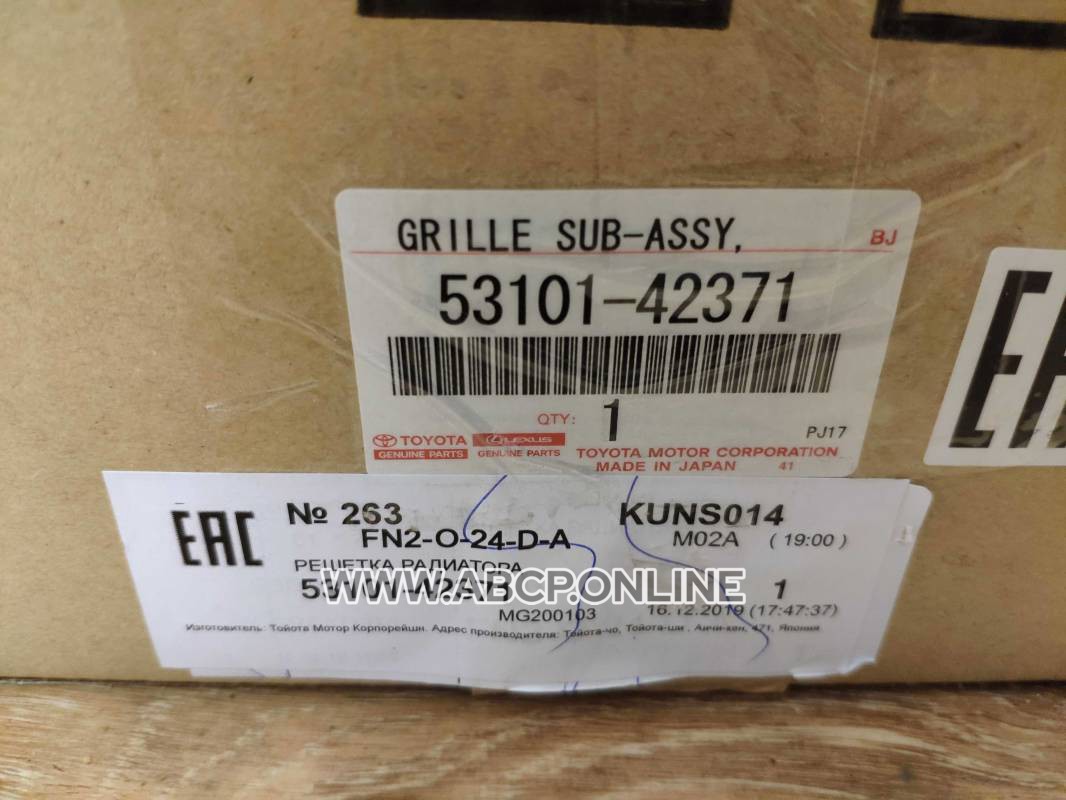 GRILLE SUB-ASSY,
BJ
53101-42371
QTY: 1
PJ17
TOYOTA
GENUINE PARTS
LEXUS
GENUINE PARTS
TOYOTA MOTOR CORPORATION
MADE IN JAPAN 41
EAC
№ 263
KUNS014
FN2-O-24-D-A
M02A (19:00)
РЕШЕТКА РАДИАТОРА
53101-42371
1
WWW.ABCP.ONLINE
MG200103
16.12.2019 (17:47:37)
Изготовитель: Тойота Мотор Корпорейшн. Адрес производителя: Тойота-чо, Тойота-ши, Аичи-кен, 471, Япония